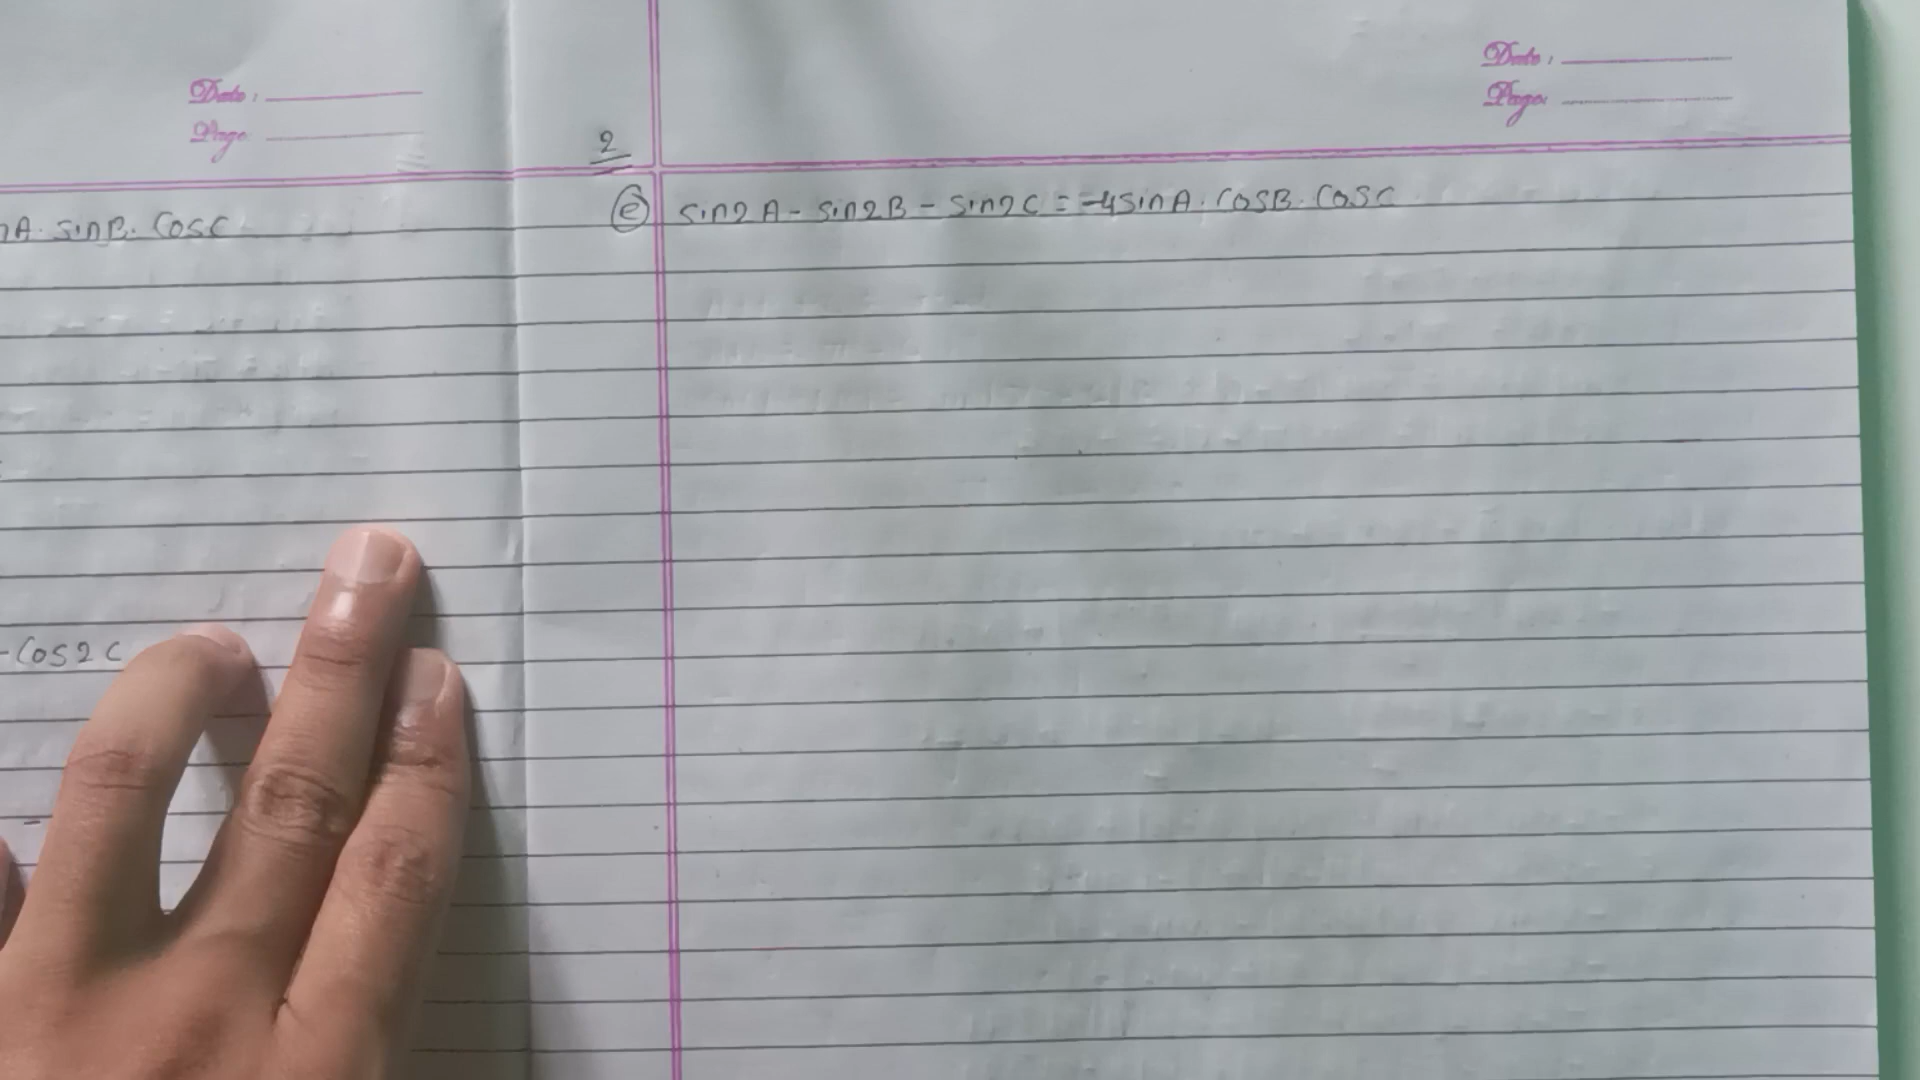 Date:
Page
A. sinB. Cosc
-Cos2C
Date:
Page:
2
(e) sin2A - sin2B - sin2C = -4sinA. CosB. Cosc